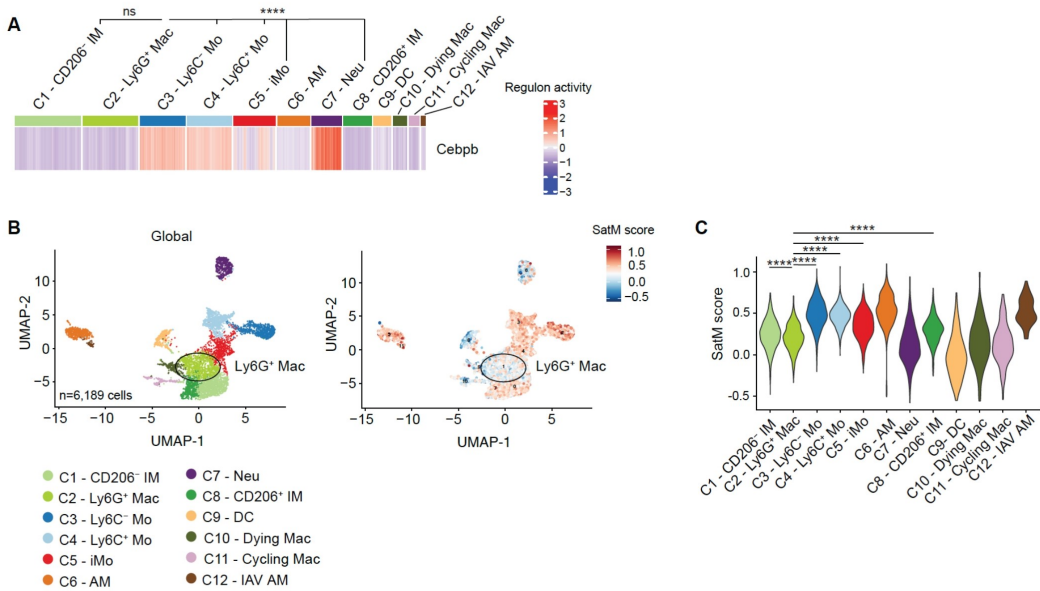 A
ns
****
C1 - CD206⁻ IM
C2 - Ly6G⁺ Mac
C3 - Ly6C⁻ Mo
C4 - Ly6C⁺ Mo
C5 - iMo
C6 - AM
C7 - Neu
C8 - CD206⁺ IM
C9- DC
C10 - Dying Mac
C11 - Cycling Mac
C12 - IAV AM
Regulon activity
3
2
1
0
−1
−2
−3
Cebpb
B
Global
UMAP-2
10
5
0
−5
−15 −10 −5 0 5
UMAP-1
n=6,189 cells
Ly6G⁺ Mac
SatM score
1.0
0.5
0.0
−0.5
UMAP-2
10
5
0
−5
−15 −10 −5 0 5
UMAP-1
Ly6G⁺ Mac
C1 - CD206⁻ IM
C2 - Ly6G⁺ Mac
C3 - Ly6C⁻ Mo
C4 - Ly6C⁺ Mo
C5 - iMo
C6 - AM
C7 - Neu
C8 - CD206⁺ IM
C9 - DC
C10 - Dying Mac
C11 - Cycling Mac
C12 - IAV AM
C
****
****
****
**** ****
SatM score
1.0
0.5
0.0
-0.5
C1 - CD206⁻ IM
C2 - Ly6G⁺ Mac
C3 - Ly6C⁻ Mo
C4 - Ly6C⁺ Mo
C5 - iMo
C6 - AM
C7 - Neu
C8 - CD206⁺ IM
C9- DC
C10 - Dying Mac
C11 - Cycling Mac
C12 - IAV AM